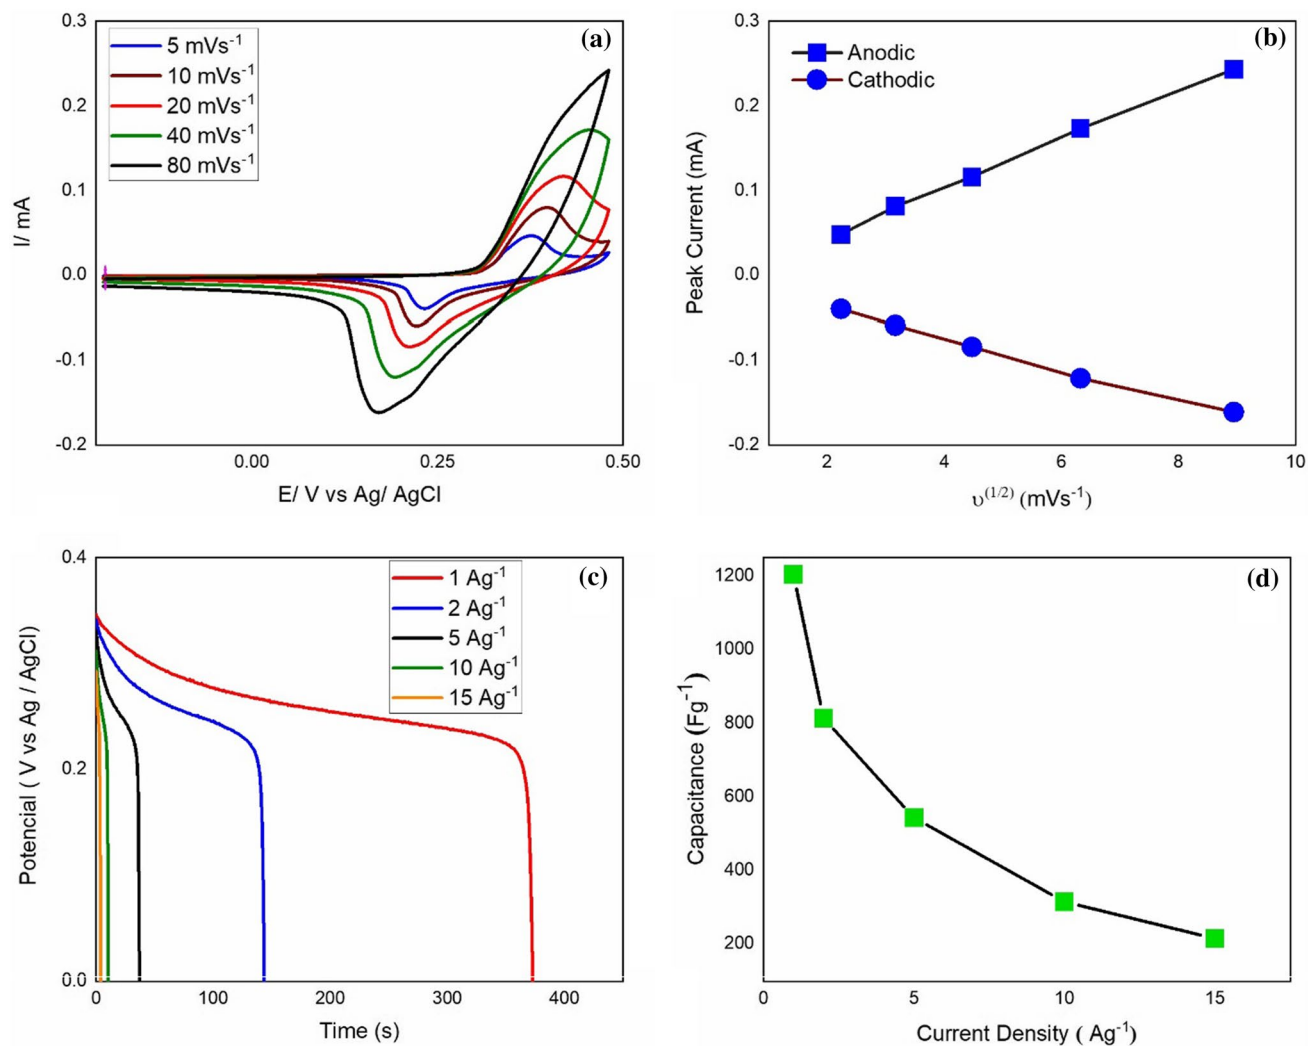 (a)
5 mVs⁻¹
10 mVs⁻¹
20 mVs⁻¹
40 mVs⁻¹
80 mVs⁻¹
0.3
0.2
0.1
0.0
-0.1
-0.2
I/ mA
0.00 0.25 0.50
E/ V vs Ag/ AgCl
(b)
Anodic
Cathodic
0.3
0.2
0.1
0.0
-0.1
-0.2
Peak Current (mA)
2 4 6 8 10
υ⁽¹/²⁾ (mVs⁻¹)
(c)
1 Ag⁻¹
2 Ag⁻¹
5 Ag⁻¹
10 Ag⁻¹
15 Ag⁻¹
0.4
0.2
0.0
Potencial ( V vs Ag / AgCl)
0 100 200 300 400
Time (s)
(d)
1200
1000
800
600
400
200
Capacitance (Fg⁻¹)
0 5 10 15
Current Density ( Ag⁻¹)